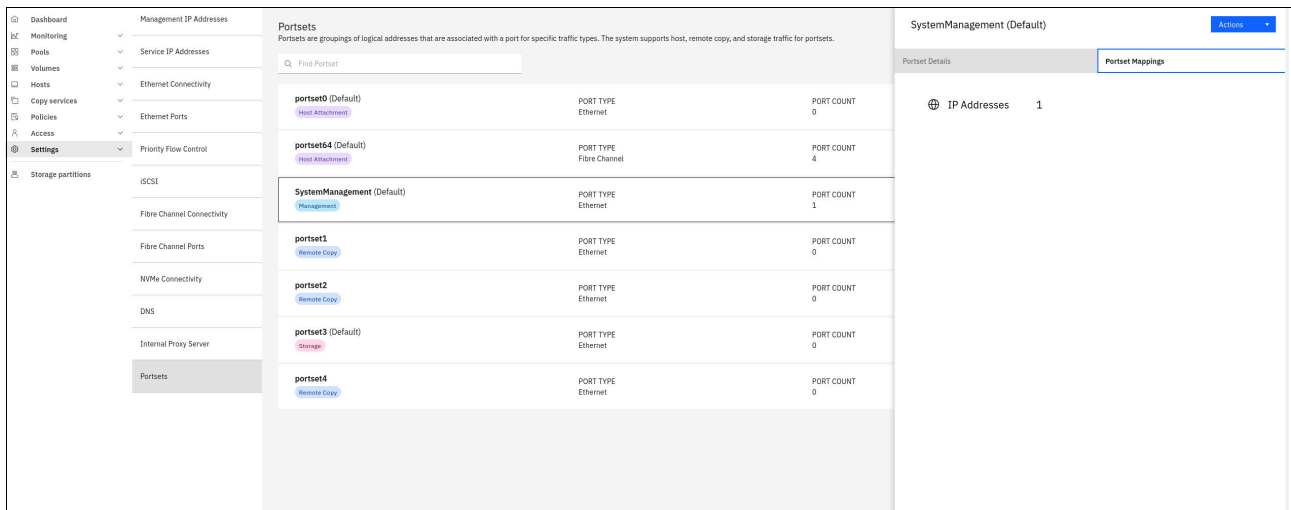 Dashboard
Monitoring
Pools
Volumes
Hosts
Copy services
Policies
Access
Settings
Storage partitions
Management IP Addresses
Service IP Addresses
Ethernet Connectivity
Ethernet Ports
Priority Flow Control
iSCSI
Fibre Channel Connectivity
Fibre Channel Ports
NVMe Connectivity
DNS
Internal Proxy Server
Portsets
Portsets
Portsets are groupings of logical addresses that are associated with a port for specific traffic types. The system supports host, remote copy, and storage traffic for portsets.
Find Portset
portset0 (Default)
Host Attachment
PORT TYPE
Ethernet
PORT COUNT
0
portset64 (Default)
Host Attachment
PORT TYPE
Fibre Channel
PORT COUNT
4
SystemManagement (Default)
Management
PORT TYPE
Ethernet
PORT COUNT
1
portset1
Remote Copy
PORT TYPE
Ethernet
PORT COUNT
0
portset2
Remote Copy
PORT TYPE
Ethernet
PORT COUNT
0
portset3 (Default)
Storage
PORT TYPE
Ethernet
PORT COUNT
0
portset4
Remote Copy
PORT TYPE
Ethernet
PORT COUNT
0
SystemManagement (Default)
Actions
Portset Details
Portset Mappings
IP Addresses 1